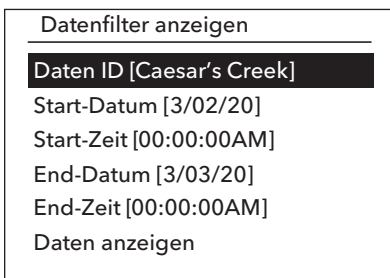 Datenfilter anzeigen
Daten ID [Caesar's Creek]
Start-Datum [3/02/20]
Start-Zeit [00:00:00AM]
End-Datum [3/03/20]
End-Zeit [00:00:00AM]
Daten anzeigen